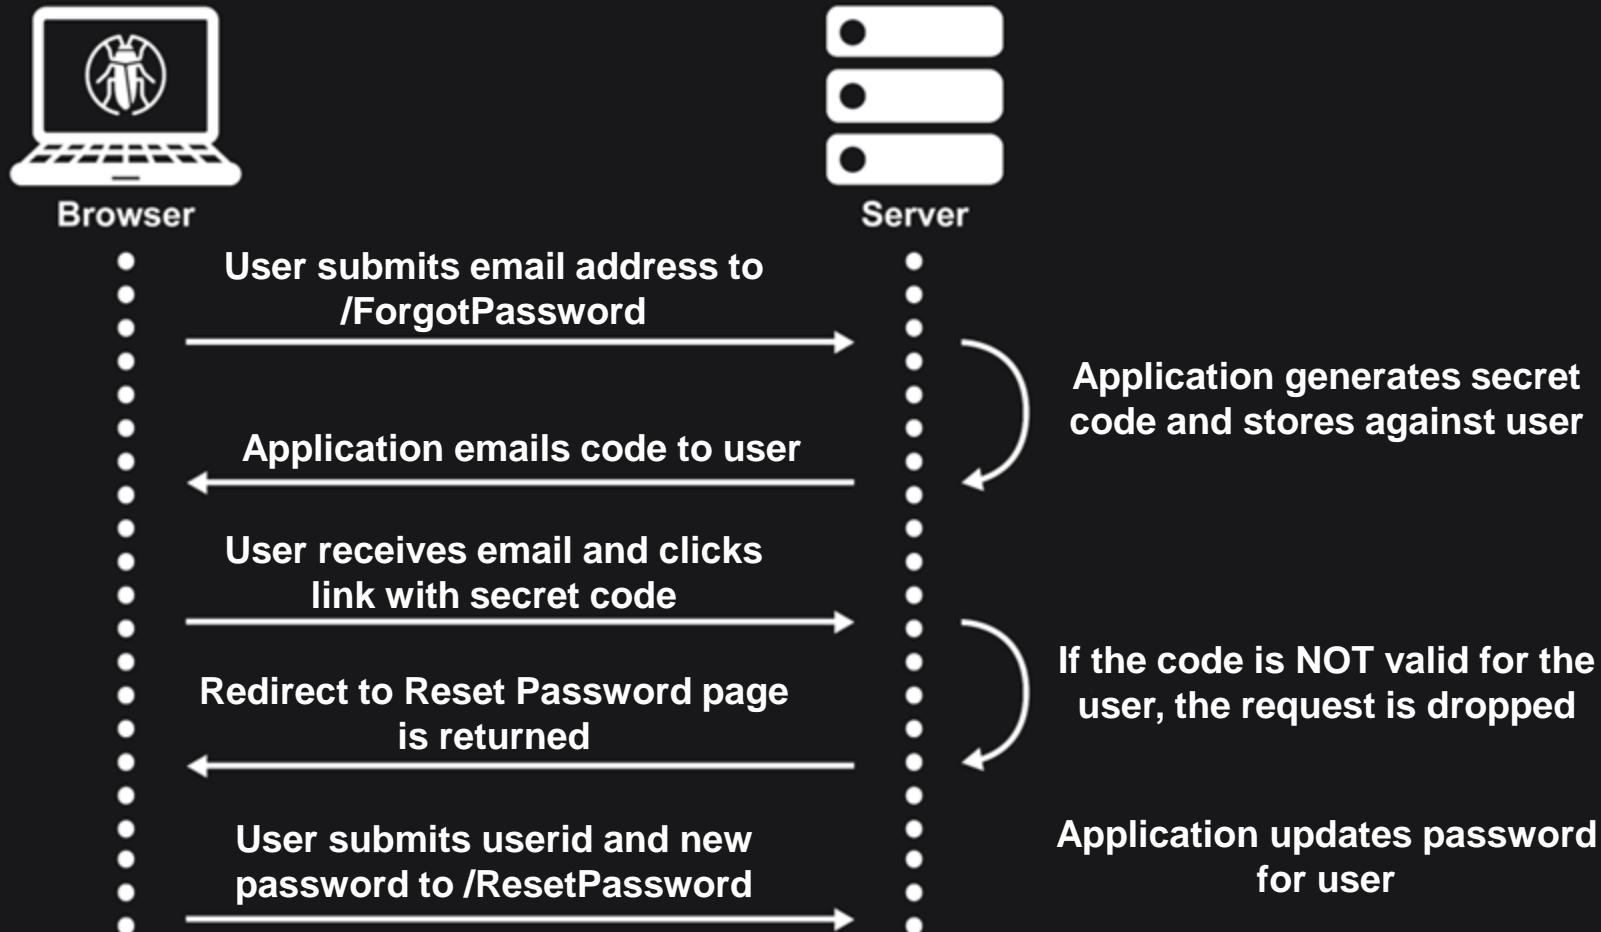 Browser
Server
User submits email address to
/ForgotPassword
Application generates secret
code and stores against user
Application emails code to user
User receives email and clicks
link with secret code
If the code is NOT valid for the
user, the request is dropped
Redirect to Reset Password page
is returned
User submits userid and new
password to /ResetPassword
Application updates password
for user